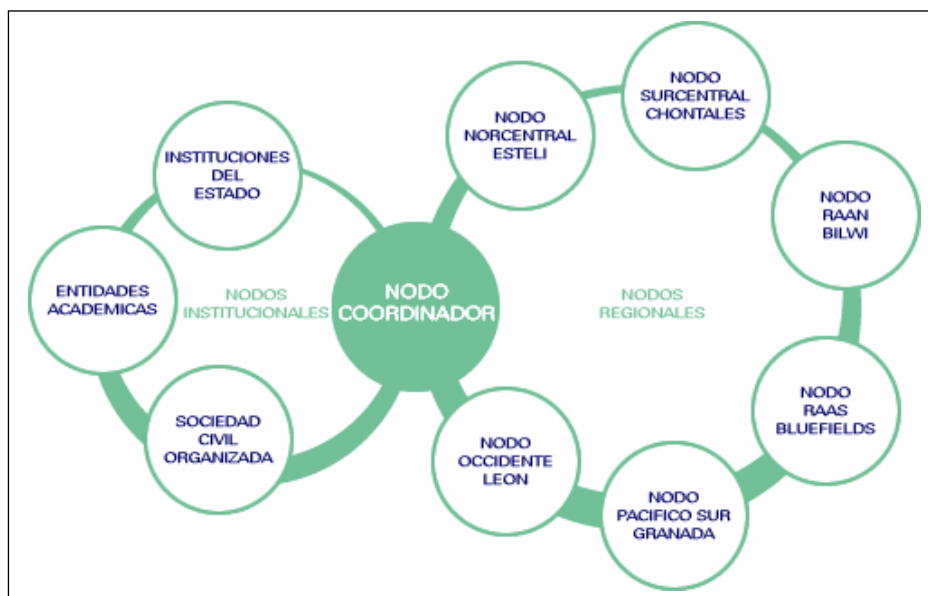 INSTITUCIONES
DEL
ESTADO
ENTIDADES
ACADEMICAS
SOCIEDAD
CIVIL
ORGANIZADA
NODOS
INSTITUCIONALES
NODO
COORDINADOR
NODO
NORCENTRAL
ESTELI
NODO
SURCENTRAL
CHONTALES
NODO
RAAN
BILWI
NODOS
REGIONALES
NODO
RAAS
BLUEFIELDS
NODO
PACIFICO SUR
GRANADA
NODO
OCCIDENTE
LEON